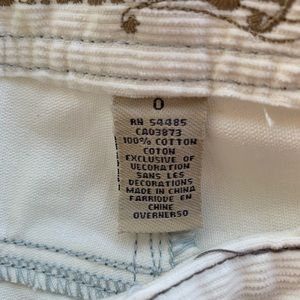 0
RN 54485
CA03873
100% COTTON
COTON
EXCLUSIVE OF
DECORATION
SANS LES
DECORATIONS
MADE IN CHINA
FABRIQUE EN
CHINE
OVERNERSO